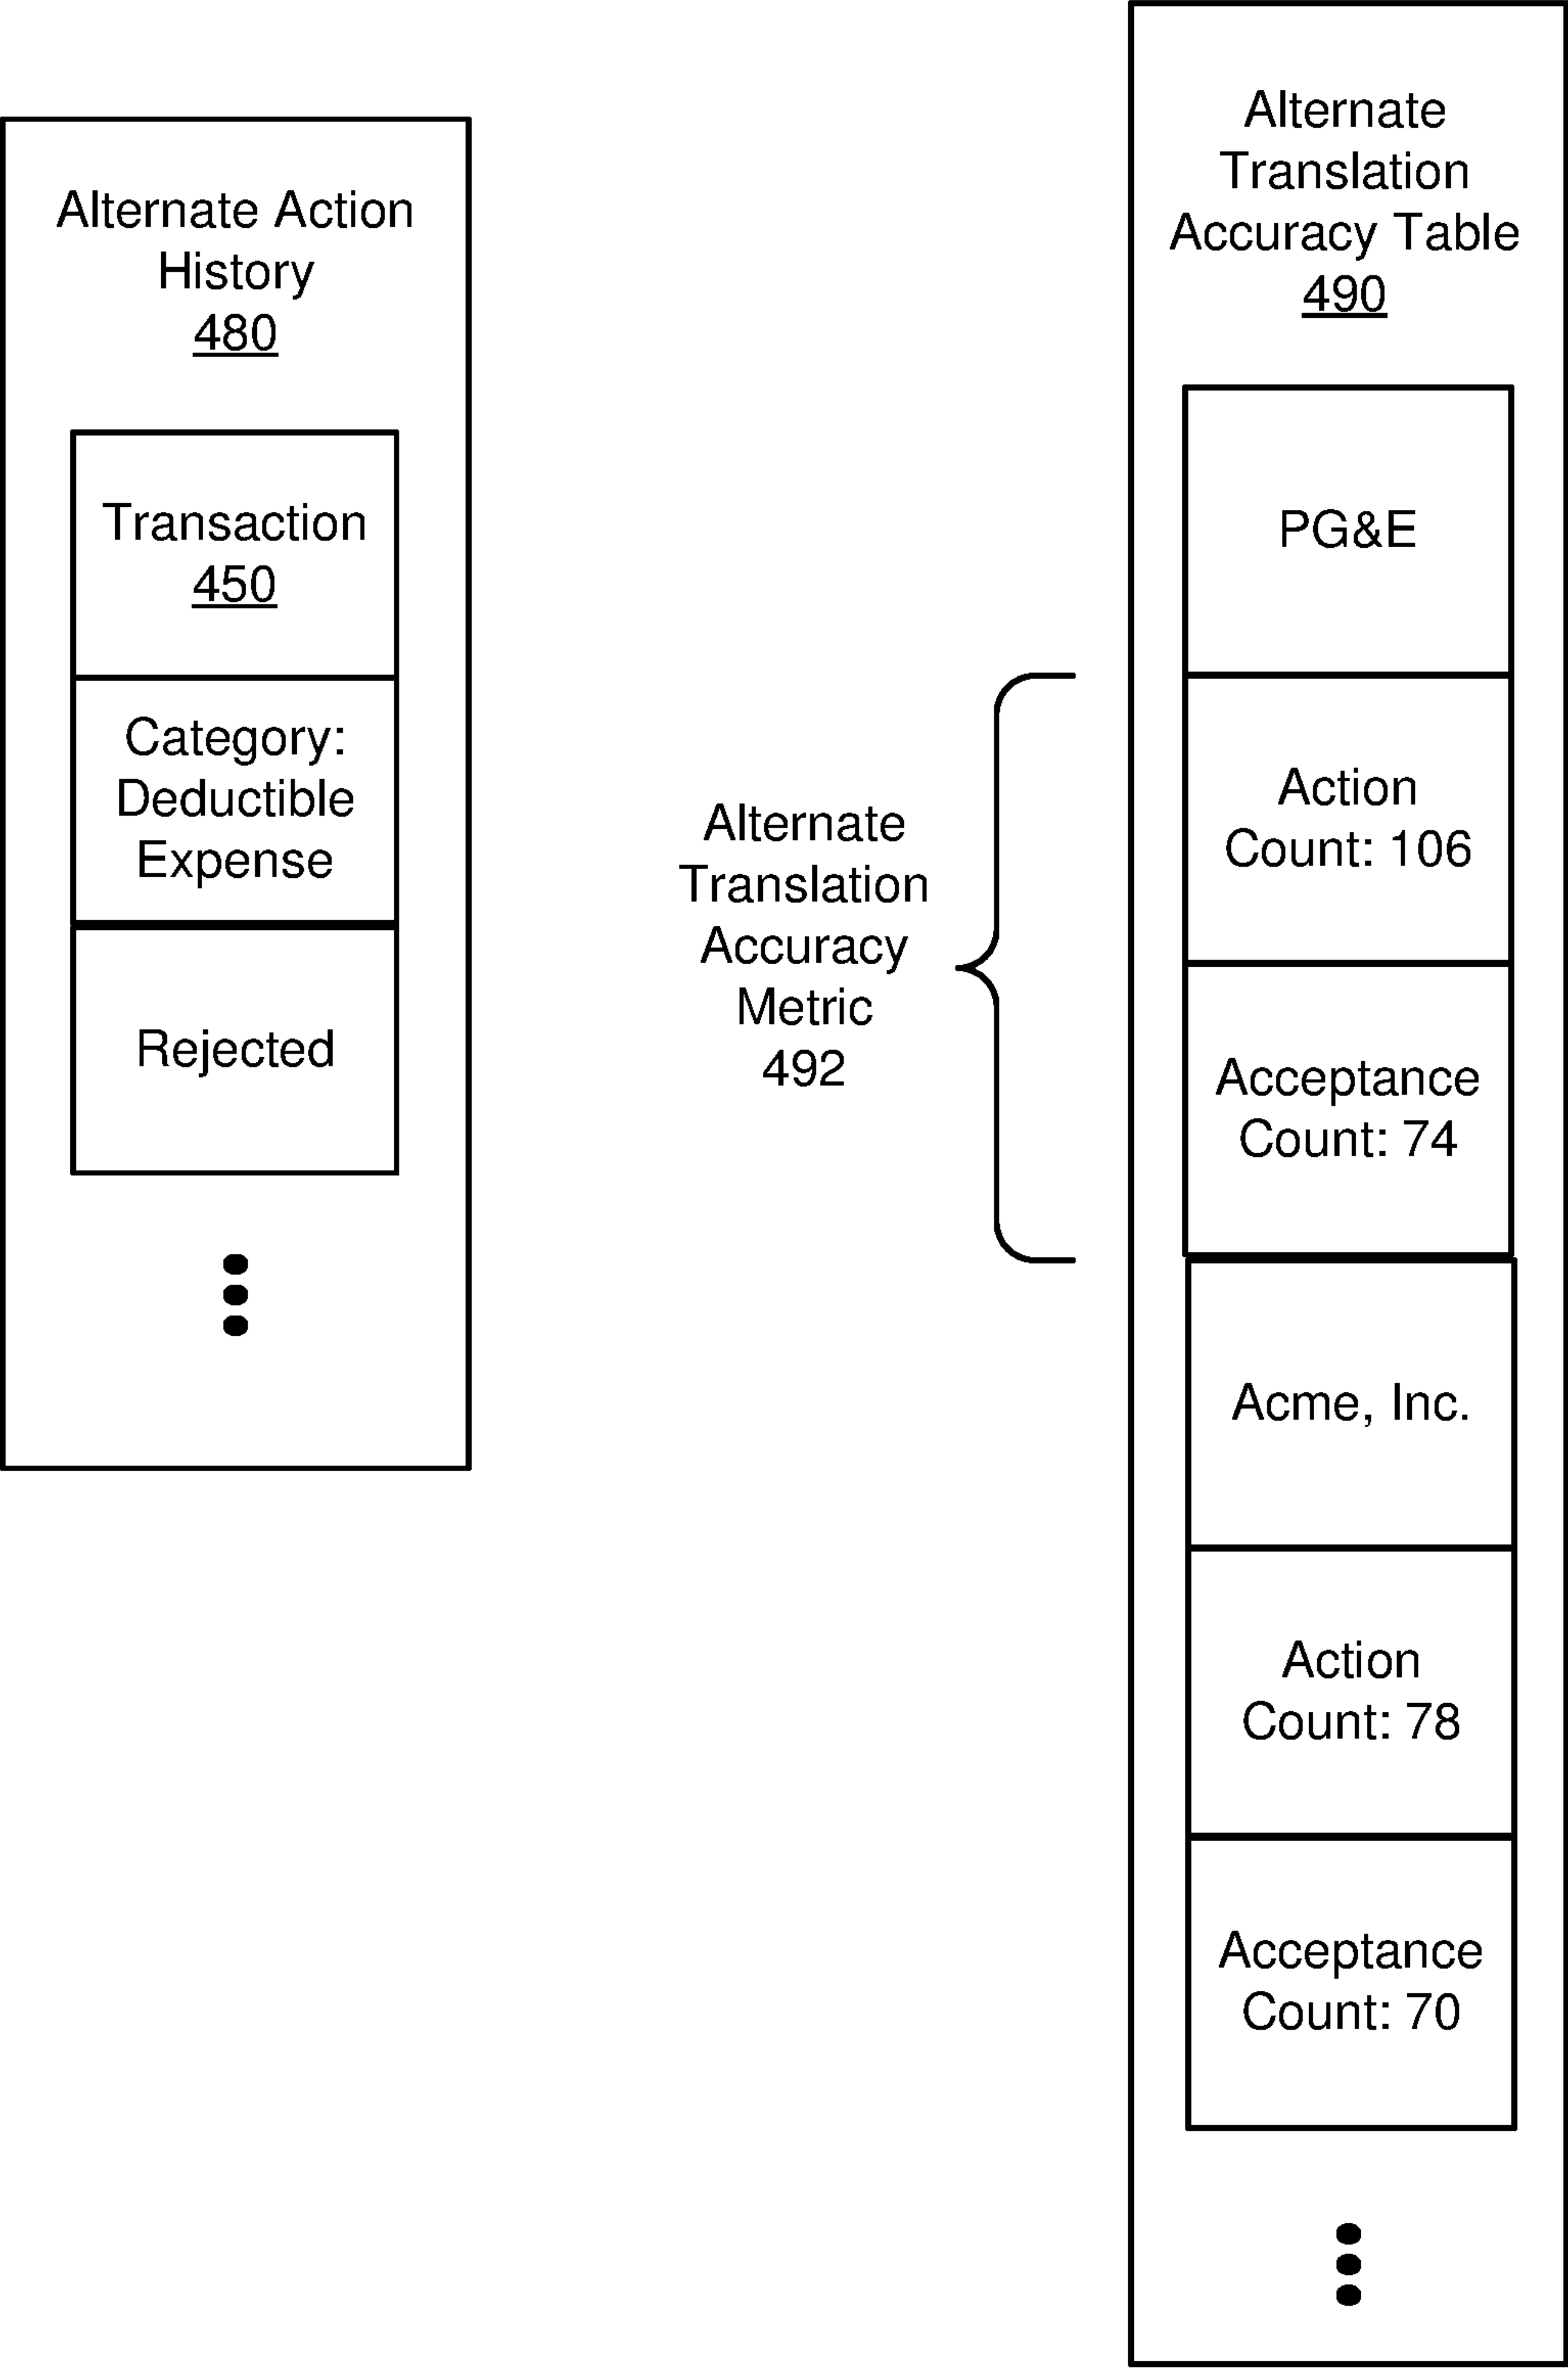 Alternate Action
History
480
Transaction
450
Category:
Deductible
Expense
Rejected
Alternate
Translation
Accuracy
Metric
492
Alternate
Translation
Accuracy Table
490
PG&E
Action
Count: 106
Acceptance
Count: 74
Acme, Inc.
Action
Count: 78
Acceptance
Count: 70